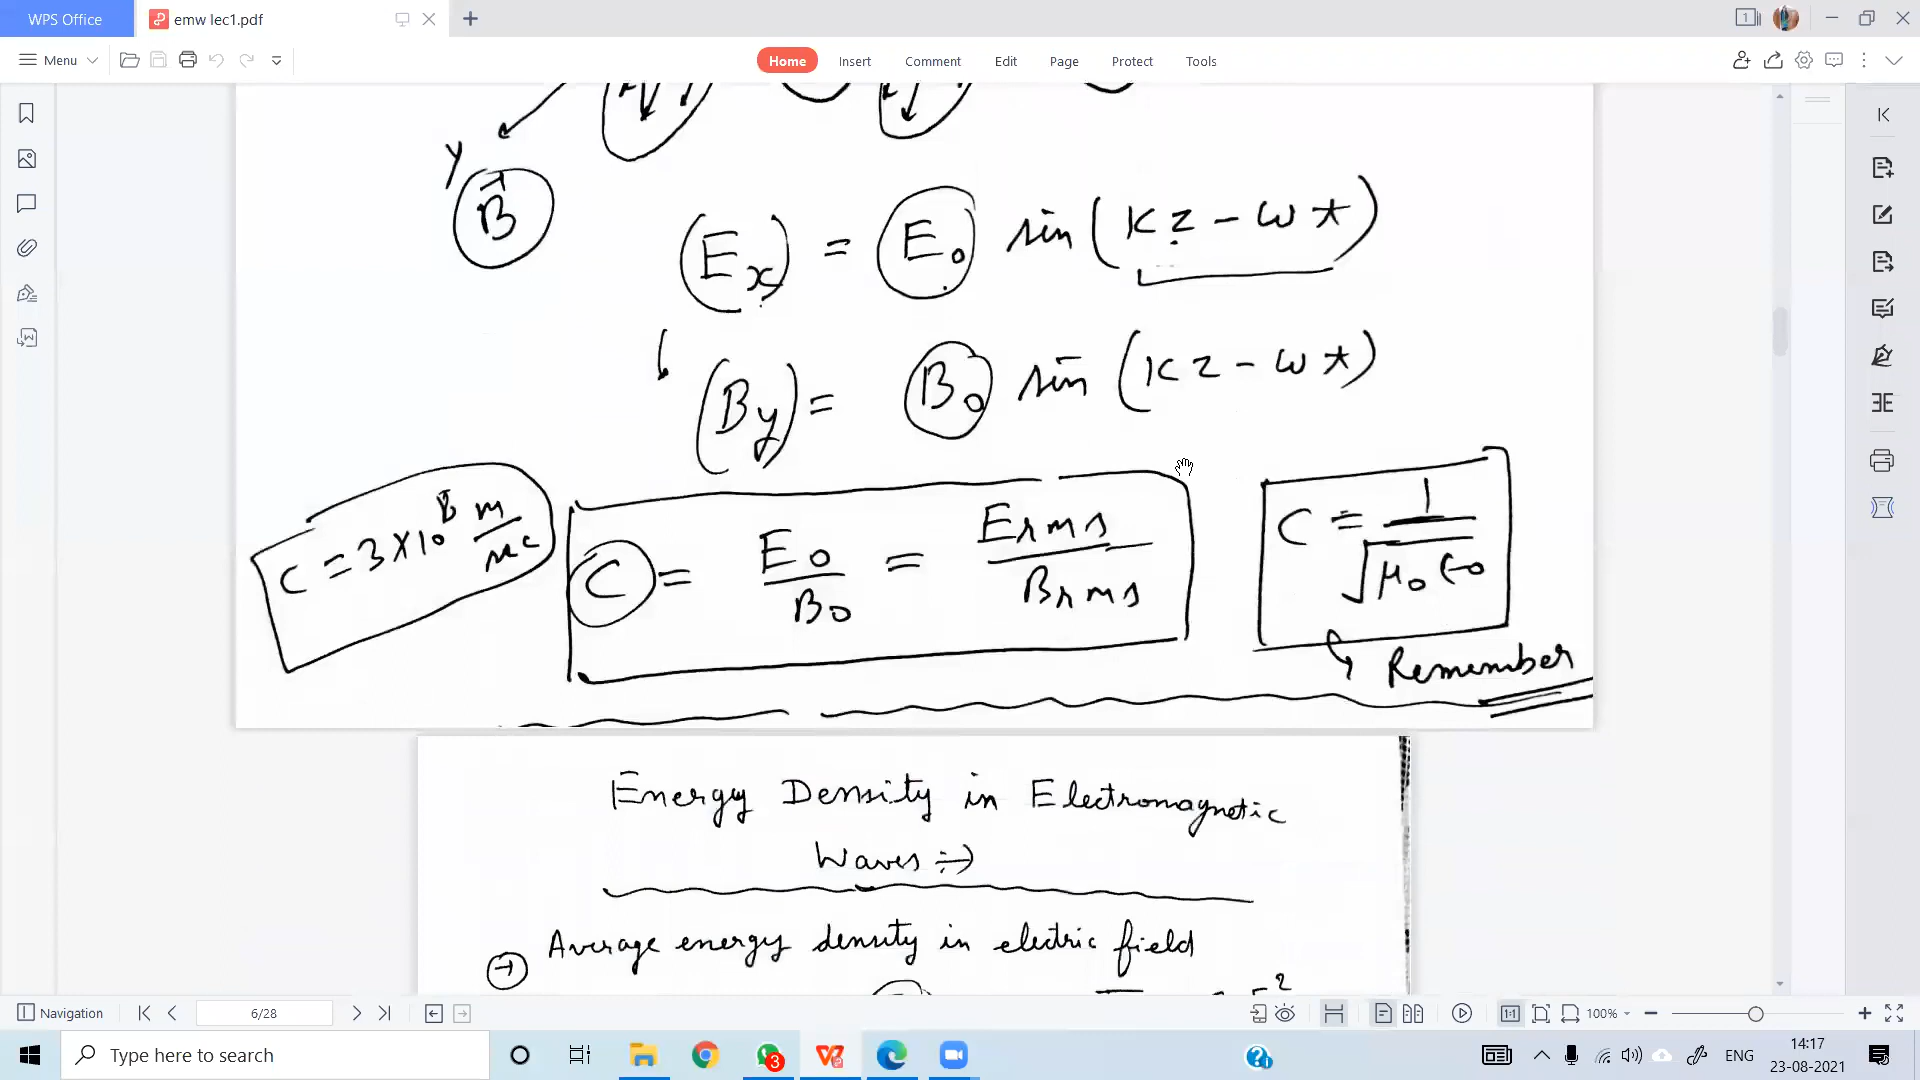 WPS Office
emw lec1.pdf
Menu
Home Insert Comment Edit Page Protect Tools
y
B
(Ex) = E0 sin(kz - ωt)
(By) = B0 sin(kz - ωt)
C = 3×10^8 m/sec
C = E0/B0 = Erms/Brms
C = 1/√μ0 ϵ0
Remember
Energy Density in Electromagnetic
Waves ÷)
→ Average energy density in electric field
Navigation
6/28
100%
Type here to search
3
ENG
14:17
23-08-2021